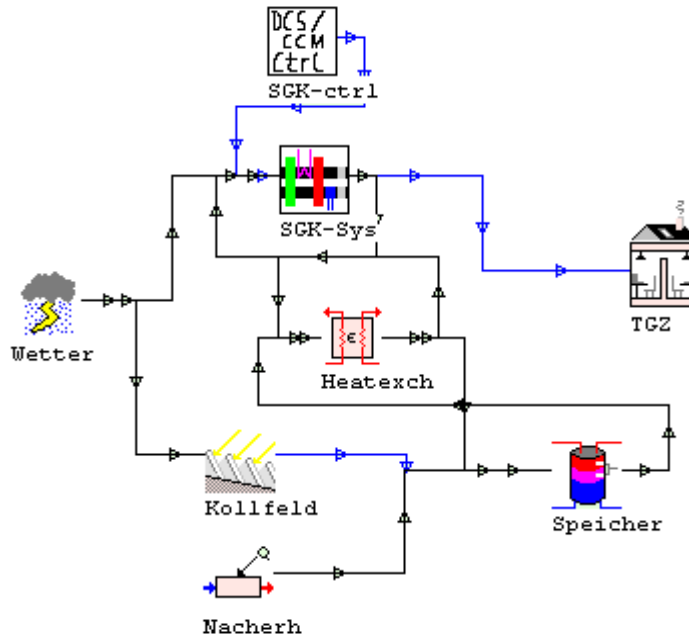 DCS/
CCM
Ctrl
SGK-ctrl
SGK-Sys
TGZ
Wetter
ε
Heatexch
Kollfeld
Speicher
Q
Nacherh